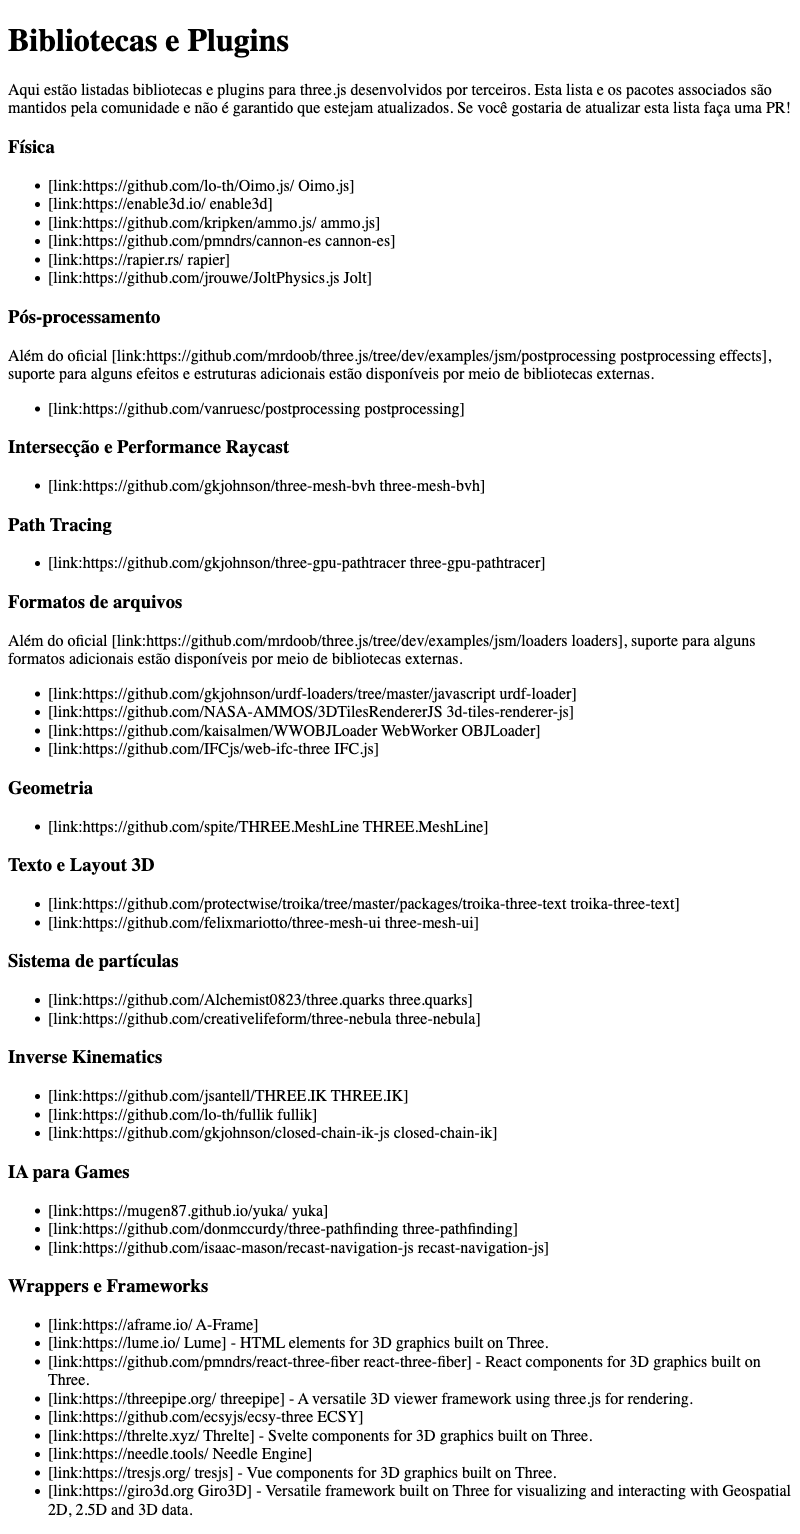 Bibliotecas e Plugins
Aqui estão listadas bibliotecas e plugins para three.js desenvolvidos por terceiros. Esta lista e os pacotes associados são
mantidos pela comunidade e não é garantido que estejam atualizados. Se você gostaria de atualizar esta lista faça uma PR!
Física
• [link:https://github.com/lo-th/Oimo.js/ Oimo.js]
• [link:https://enable3d.io/ enable3d]
• [link:https://github.com/kripken/ammo.js/ ammo.js]
• [link:https://github.com/pmndrs/cannon-es cannon-es]
• [link:https://rapier.rs/ rapier]
• [link:https://github.com/jrouwe/JoltPhysics.js Jolt]
Pós-processamento
Além do oficial [link:https://github.com/mrdoob/three.js/tree/dev/examples/jsm/postprocessing postprocessing effects],
suporte para alguns efeitos e estruturas adicionais estão disponíveis por meio de bibliotecas externas.
• [link:https://github.com/vanruesc/postprocessing postprocessing]
Intersecção e Performance Raycast
• [link:https://github.com/gkjohnson/three-mesh-bvh three-mesh-bvh]
Path Tracing
• [link:https://github.com/gkjohnson/three-gpu-pathtracer three-gpu-pathtracer]
Formatos de arquivos
Além do oficial [link:https://github.com/mrdoob/three.js/tree/dev/examples/jsm/loaders loaders], suporte para alguns
formatos adicionais estão disponíveis por meio de bibliotecas externas.
• [link:https://github.com/gkjohnson/urdf-loaders/tree/master/javascript urdf-loader]
• [link:https://github.com/NASA-AMMOS/3DTilesRendererJS 3d-tiles-renderer-js]
• [link:https://github.com/kaisalmen/WWOBJLoader WebWorker OBJLoader]
• [link:https://github.com/IFCjs/web-ifc-three IFC.js]
Geometria
• [link:https://github.com/spite/THREE.MeshLine THREE.MeshLine]
Texto e Layout 3D
• [link:https://github.com/protectwise/troika/tree/master/packages/troika-three-text troika-three-text]
• [link:https://github.com/felixmariotto/three-mesh-ui three-mesh-ui]
Sistema de partículas
• [link:https://github.com/Alchemist0823/three.quarks three.quarks]
• [link:https://github.com/creativelifeform/three-nebula three-nebula]
Inverse Kinematics
• [link:https://github.com/jsantell/THREE.IK THREE.IK]
• [link:https://github.com/lo-th/fullik fullik]
• [link:https://github.com/gkjohnson/closed-chain-ik-js closed-chain-ik]
IA para Games
• [link:https://mugen87.github.io/yuka/ yuka]
• [link:https://github.com/donmccurdy/three-pathfinding three-pathfinding]
• [link:https://github.com/isaac-mason/recast-navigation-js recast-navigation-js]
Wrappers e Frameworks
• [link:https://aframe.io/ A-Frame]
• [link:https://lume.io/ Lume] - HTML elements for 3D graphics built on Three.
• [link:https://github.com/pmndrs/react-three-fiber react-three-fiber] - React components for 3D graphics built on
Three.
• [link:https://threepipe.org/ threepipe] - A versatile 3D viewer framework using three.js for rendering.
• [link:https://github.com/ecsyjs/ecsy-three ECSY]
• [link:https://threlte.xyz/ Threlte] - Svelte components for 3D graphics built on Three.
• [link:https://needle.tools/ Needle Engine]
• [link:https://tresjs.org/ tresjs] - Vue components for 3D graphics built on Three.
• [link:https://giro3d.org Giro3D] - Versatile framework built on Three for visualizing and interacting with Geospatial
2D, 2.5D and 3D data.